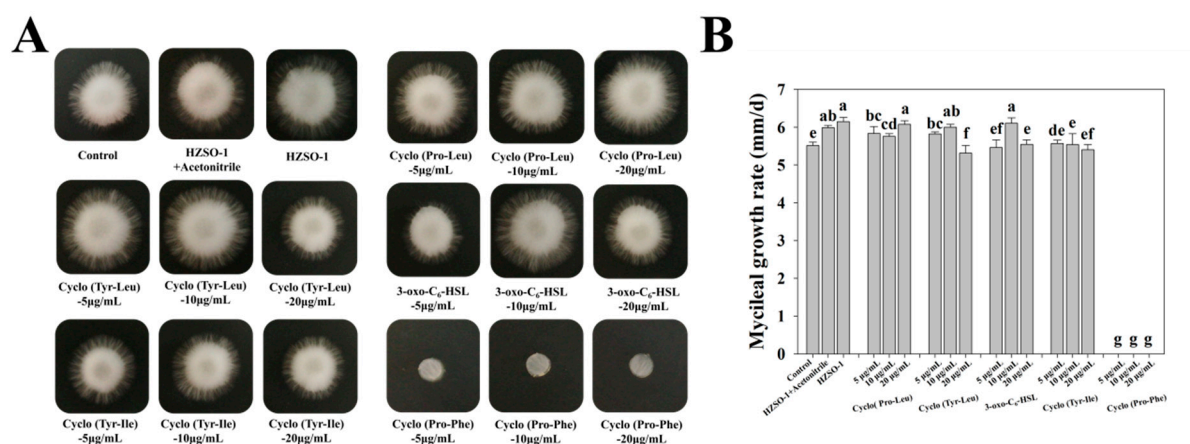 A
Control
HZSO-1
+Acetonitrile
HZSO-1
Cyclo (Pro-Leu)
-5μg/mL
Cyclo (Pro-Leu)
-10μg/mL
Cyclo (Pro-Leu)
-20μg/mL
Cyclo (Tyr-Leu)
-5μg/mL
Cyclo (Tyr-Leu)
-10μg/mL
Cyclo (Tyr-Leu)
-20μg/mL
3-oxo-C₆-HSL
-5μg/mL
3-oxo-C₆-HSL
-10μg/mL
3-oxo-C₆-HSL
-20μg/mL
Cyclo (Tyr-Ile)
-5μg/mL
Cyclo (Tyr-Ile)
-10μg/mL
Cyclo (Tyr-Ile)
-20μg/mL
Cyclo (Pro-Phe)
-5μg/mL
Cyclo (Pro-Phe)
-10μg/mL
Cyclo (Pro-Phe)
-20μg/mL
B
Mycileal growth rate (mm/d)
7
6
5
4
3
2
1
0
e ab a bc cd a bc ab f ef a e de e ef g g g
Control
HZSO-1+Acetonitrile
HZSO-1
5 μg/mL
10 μg/mL
20 μg/mL
Cyclo( Pro-Leu)
5 μg/mL
10 μg/mL
20 μg/mL
Cyclo (Tyr-Leu)
5 μg/mL
10 μg/mL
20 μg/mL
3-oxo-C₆-HSL
5 μg/mL
10 μg/mL
20 μg/mL
Cyclo (Tyr-Ile)
5 μg/mL
10 μg/mL
20 μg/mL
Cyclo (Pro-Phe)